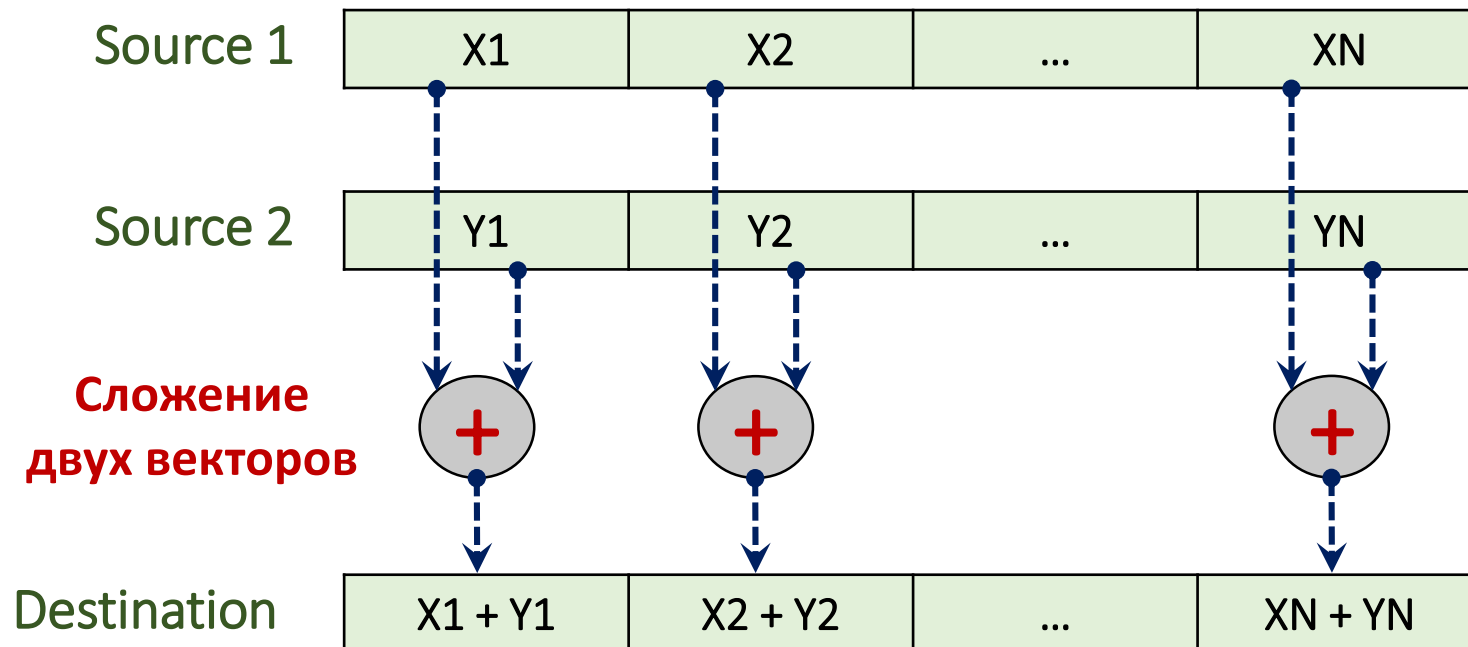 Source 1 X1 X2 ... XN
Source 2 Y1 Y2 ... YN
Сложение
двух векторов
+ + +
Destination X1 + Y1 X2 + Y2 ... XN + YN